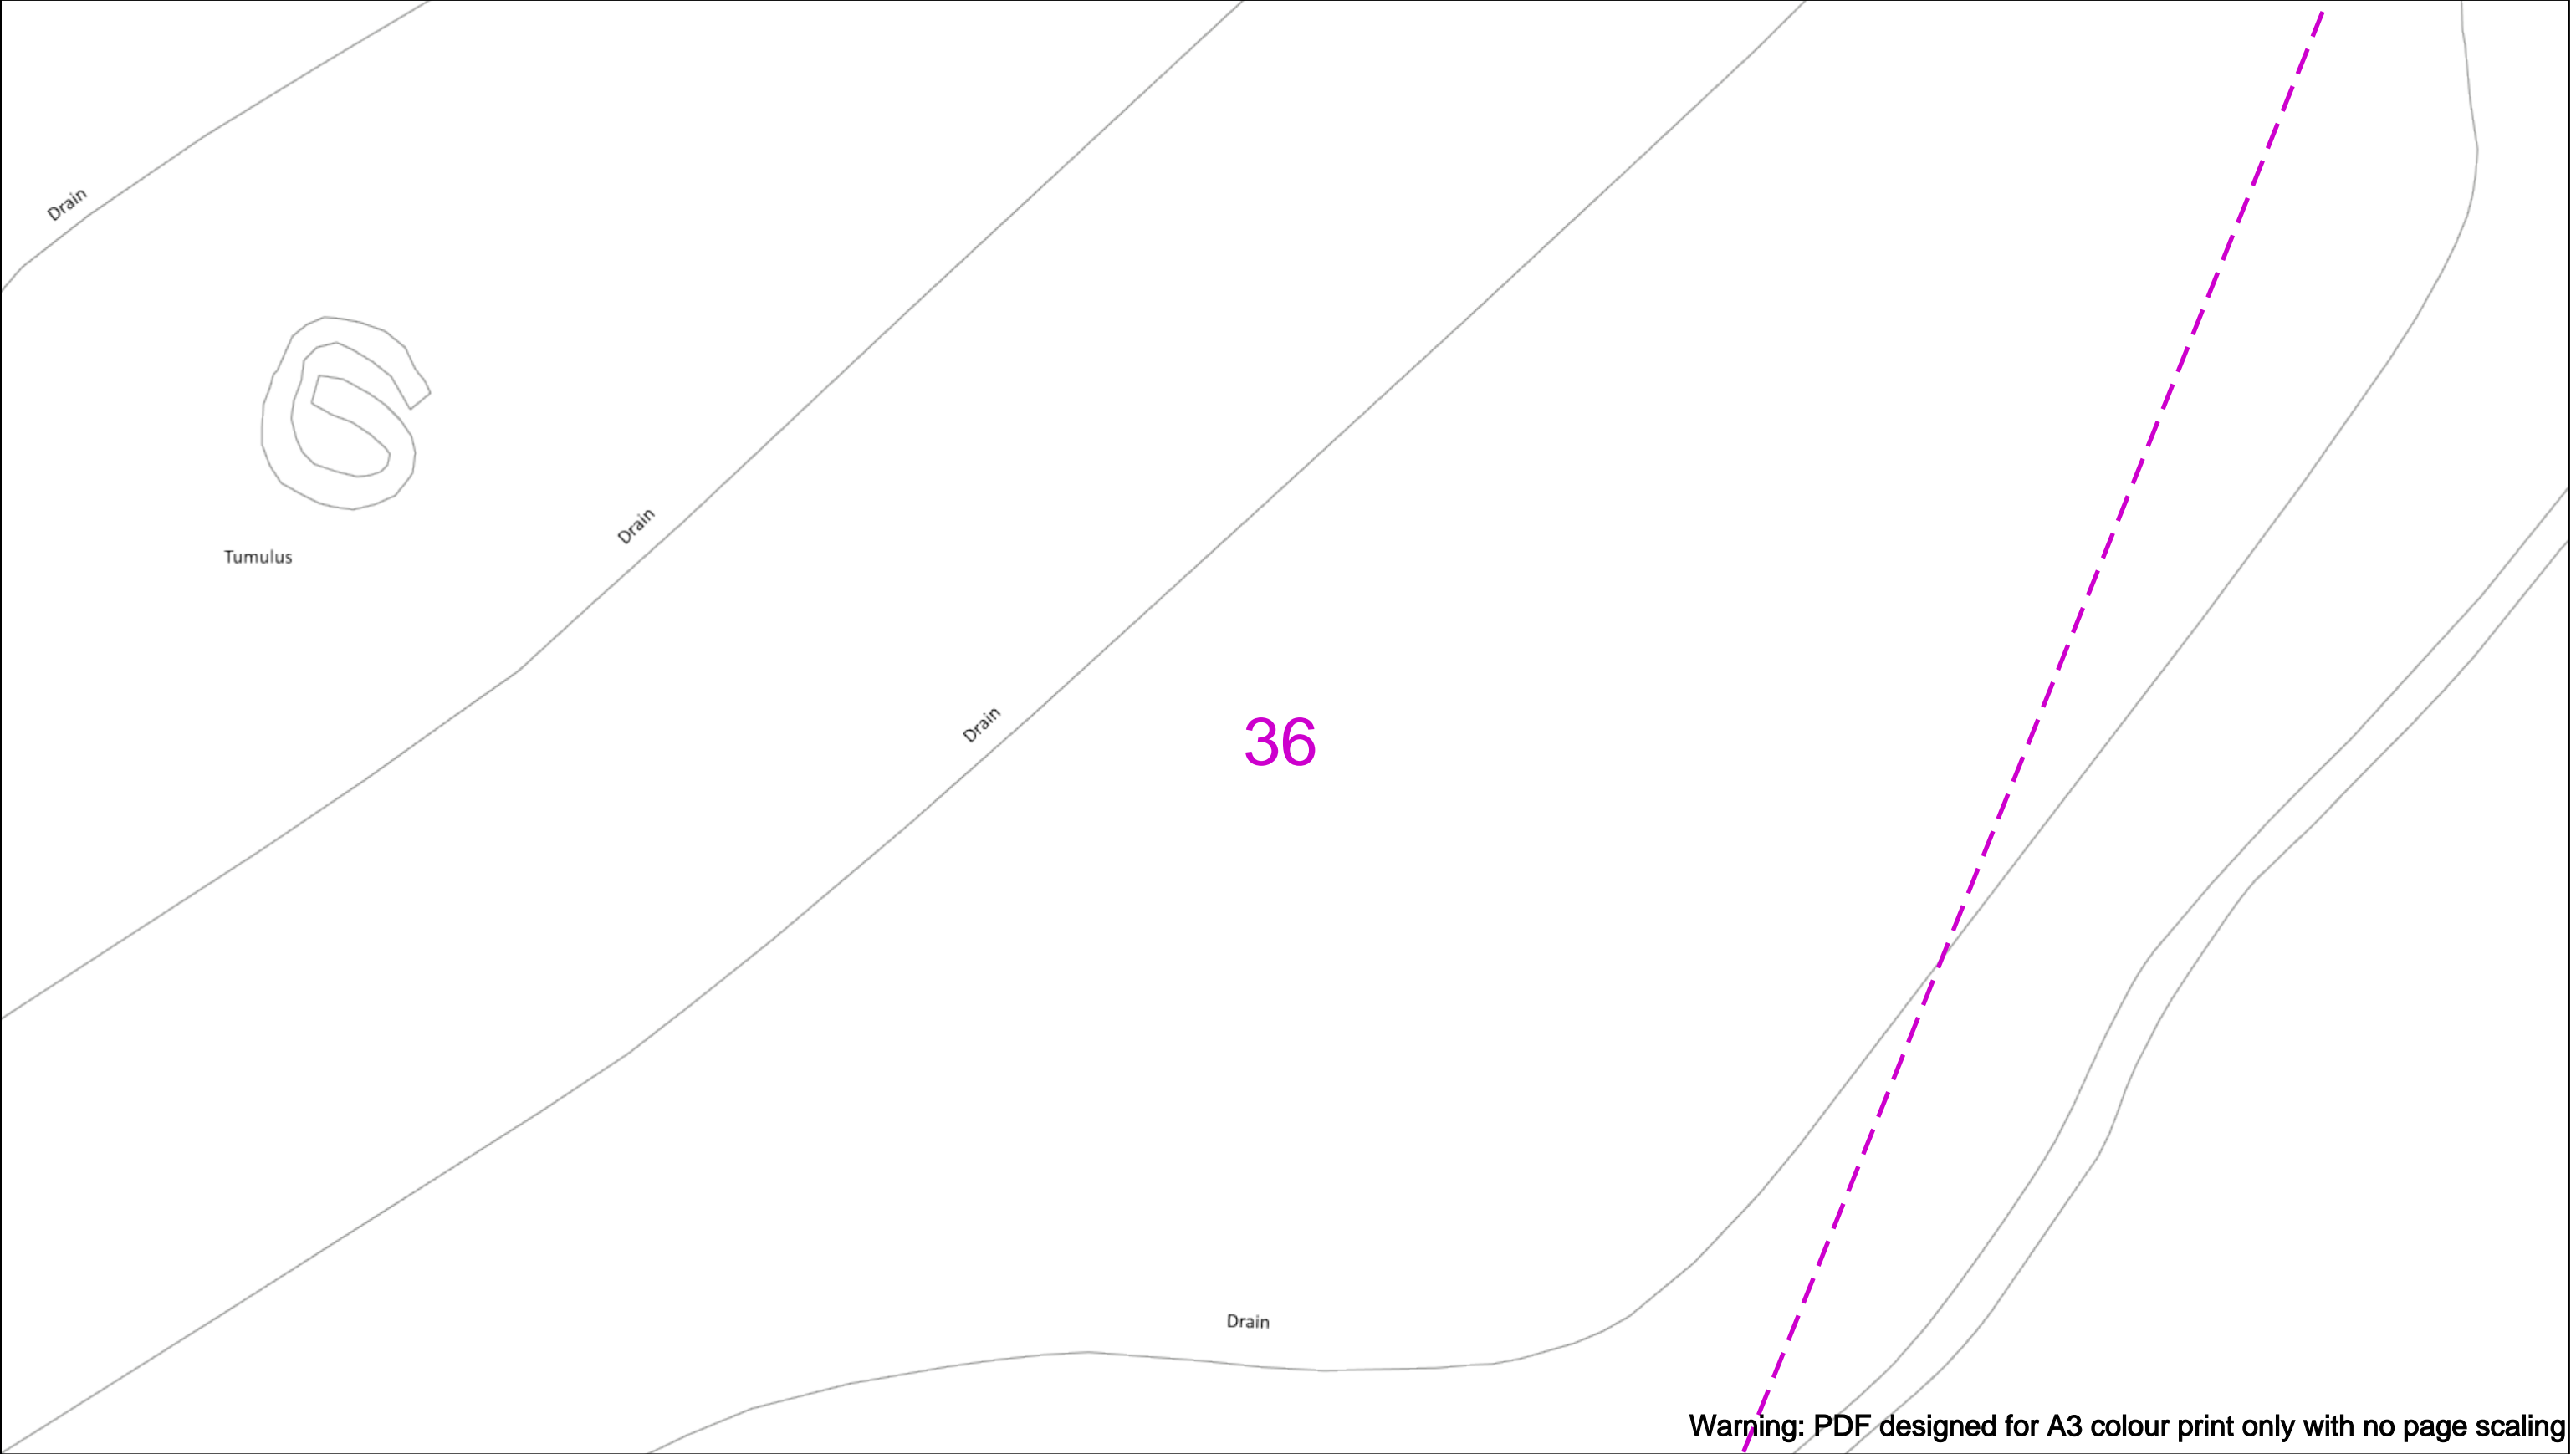 Drain
Drain
Tumulus
Drain
36
Drain
Warning: PDF designed for A3 colour print only with no page scaling